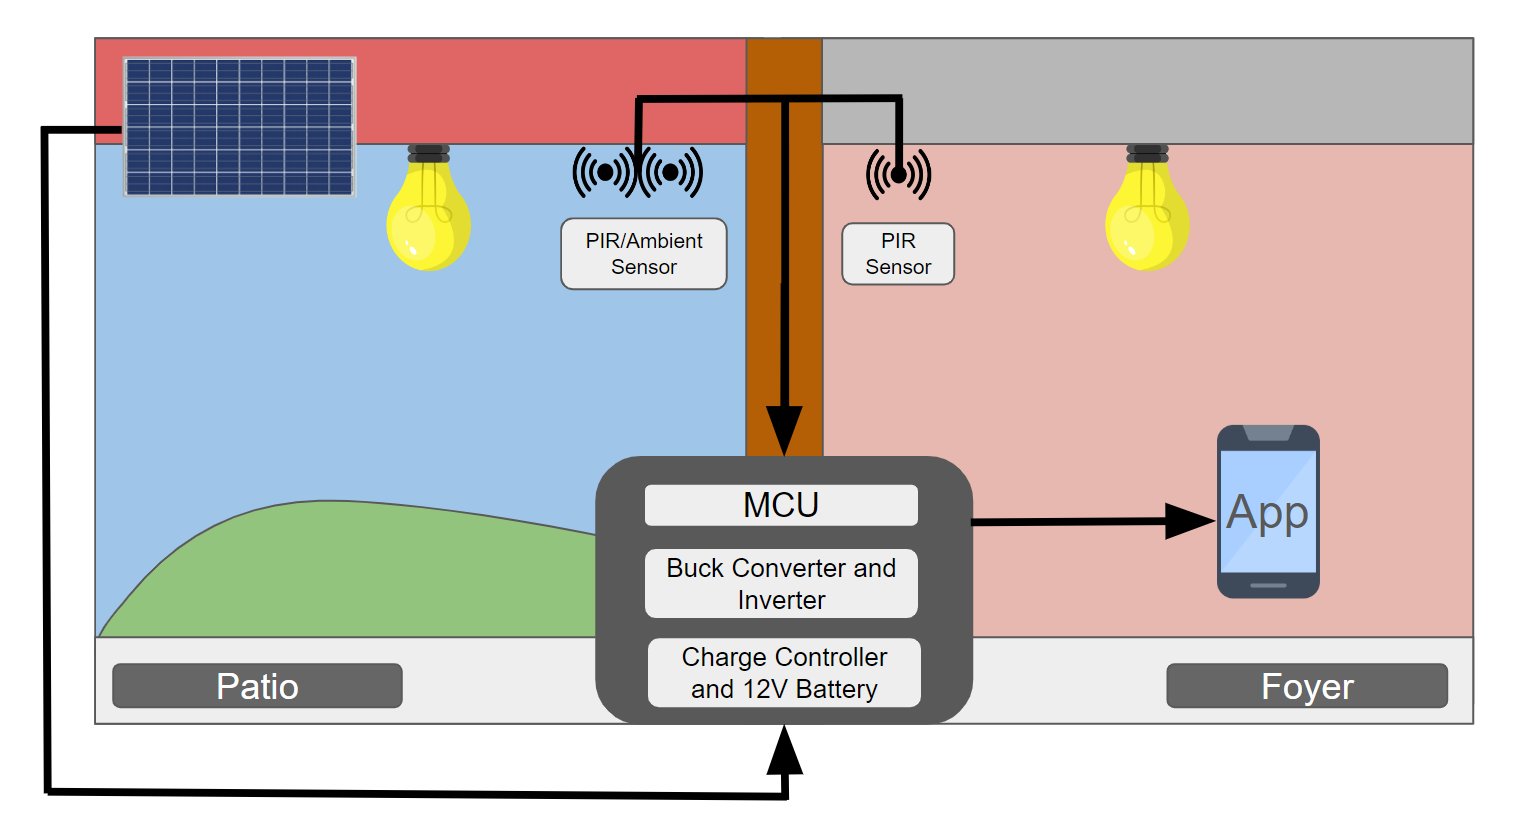 PIR/Ambient
Sensor
PIR
Sensor
MCU
Buck Converter and
Inverter
Charge Controller
and 12V Battery
App
Patio
Foyer